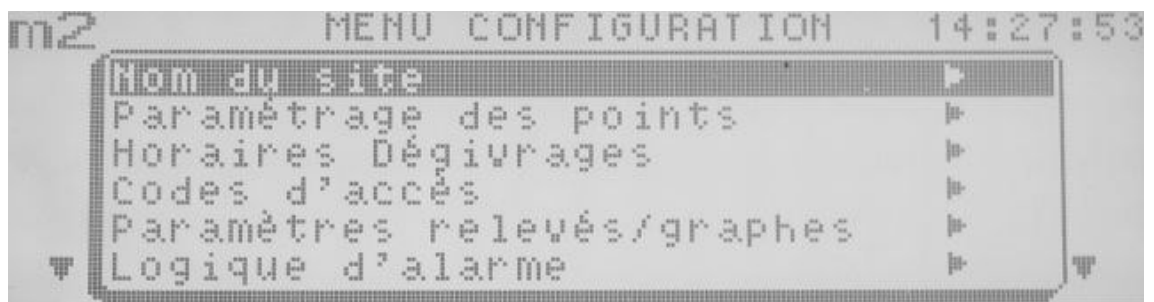 m2 MENU CONFIGURATION 14:27:53
Nom du site
Paramétrage des points
Horaires Dégivrages
Codes d'accés
Paramètres relevés/graphes
Logique d'alarme